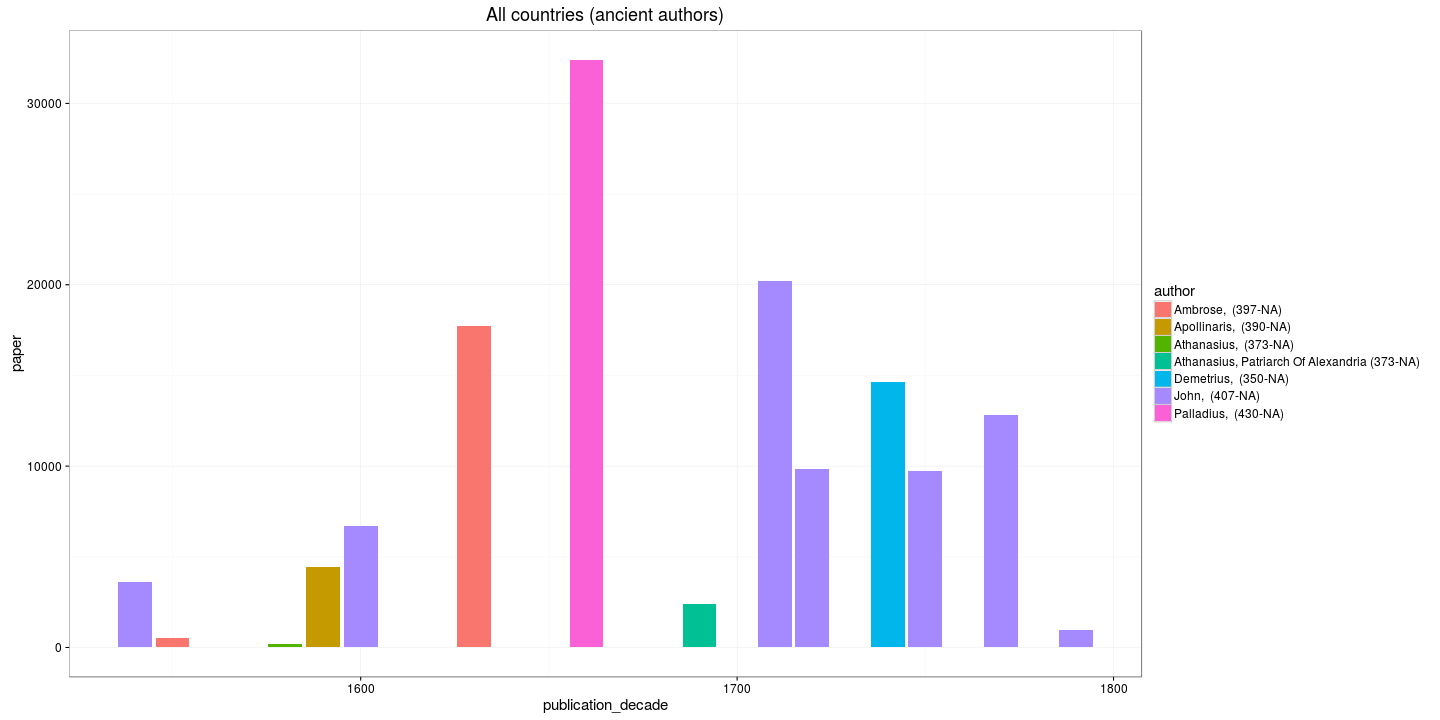 All countries (ancient authors)
paper
30000
20000
10000
0
1600
1700
1800
publication_decade
author
Ambrose, (397-NA)
Apollinaris, (390-NA)
Athanasius, (373-NA)
Athanasius, Patriarch Of Alexandria (373-NA)
Demetrius, (350-NA)
John, (407-NA)
Palladius, (430-NA)